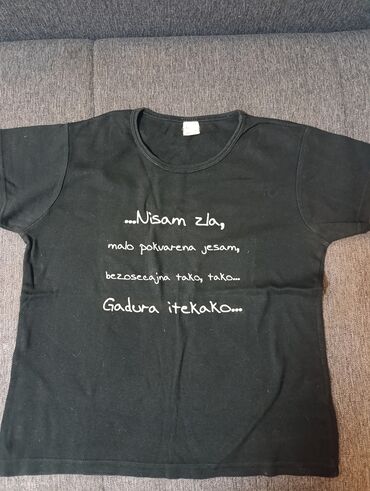 ...Nisam zla,
malo pokvarena jesam,
bezosecajna tako, tako...
Gadura itekako...